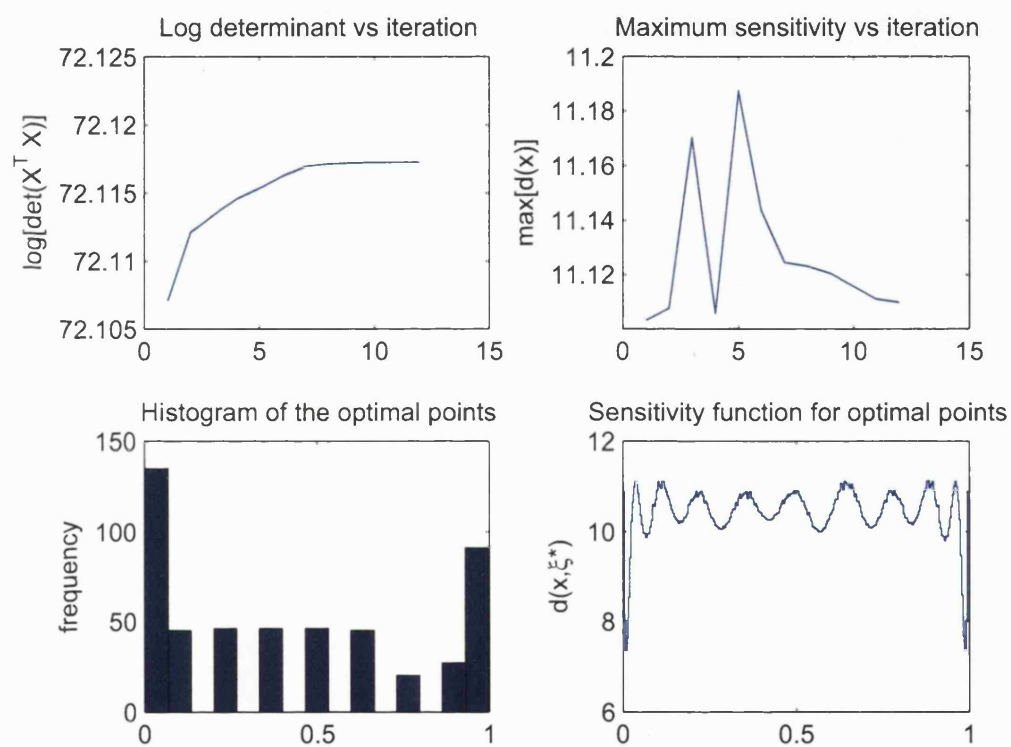 Log determinant vs iteration
72.125
72.12
72.115
72.11
72.105
log[det(X^T X)]
0 5 10 15
Maximum sensitivity vs iteration
11.2
11.18
11.16
11.14
11.12
max[d(x)]
0 5 10 15
Histogram of the optimal points
150
100
50
0
frequency
0 0.5 1
Sensitivity function for optimal points
12
10
8
6
d(x,ξ*)
0 0.5 1